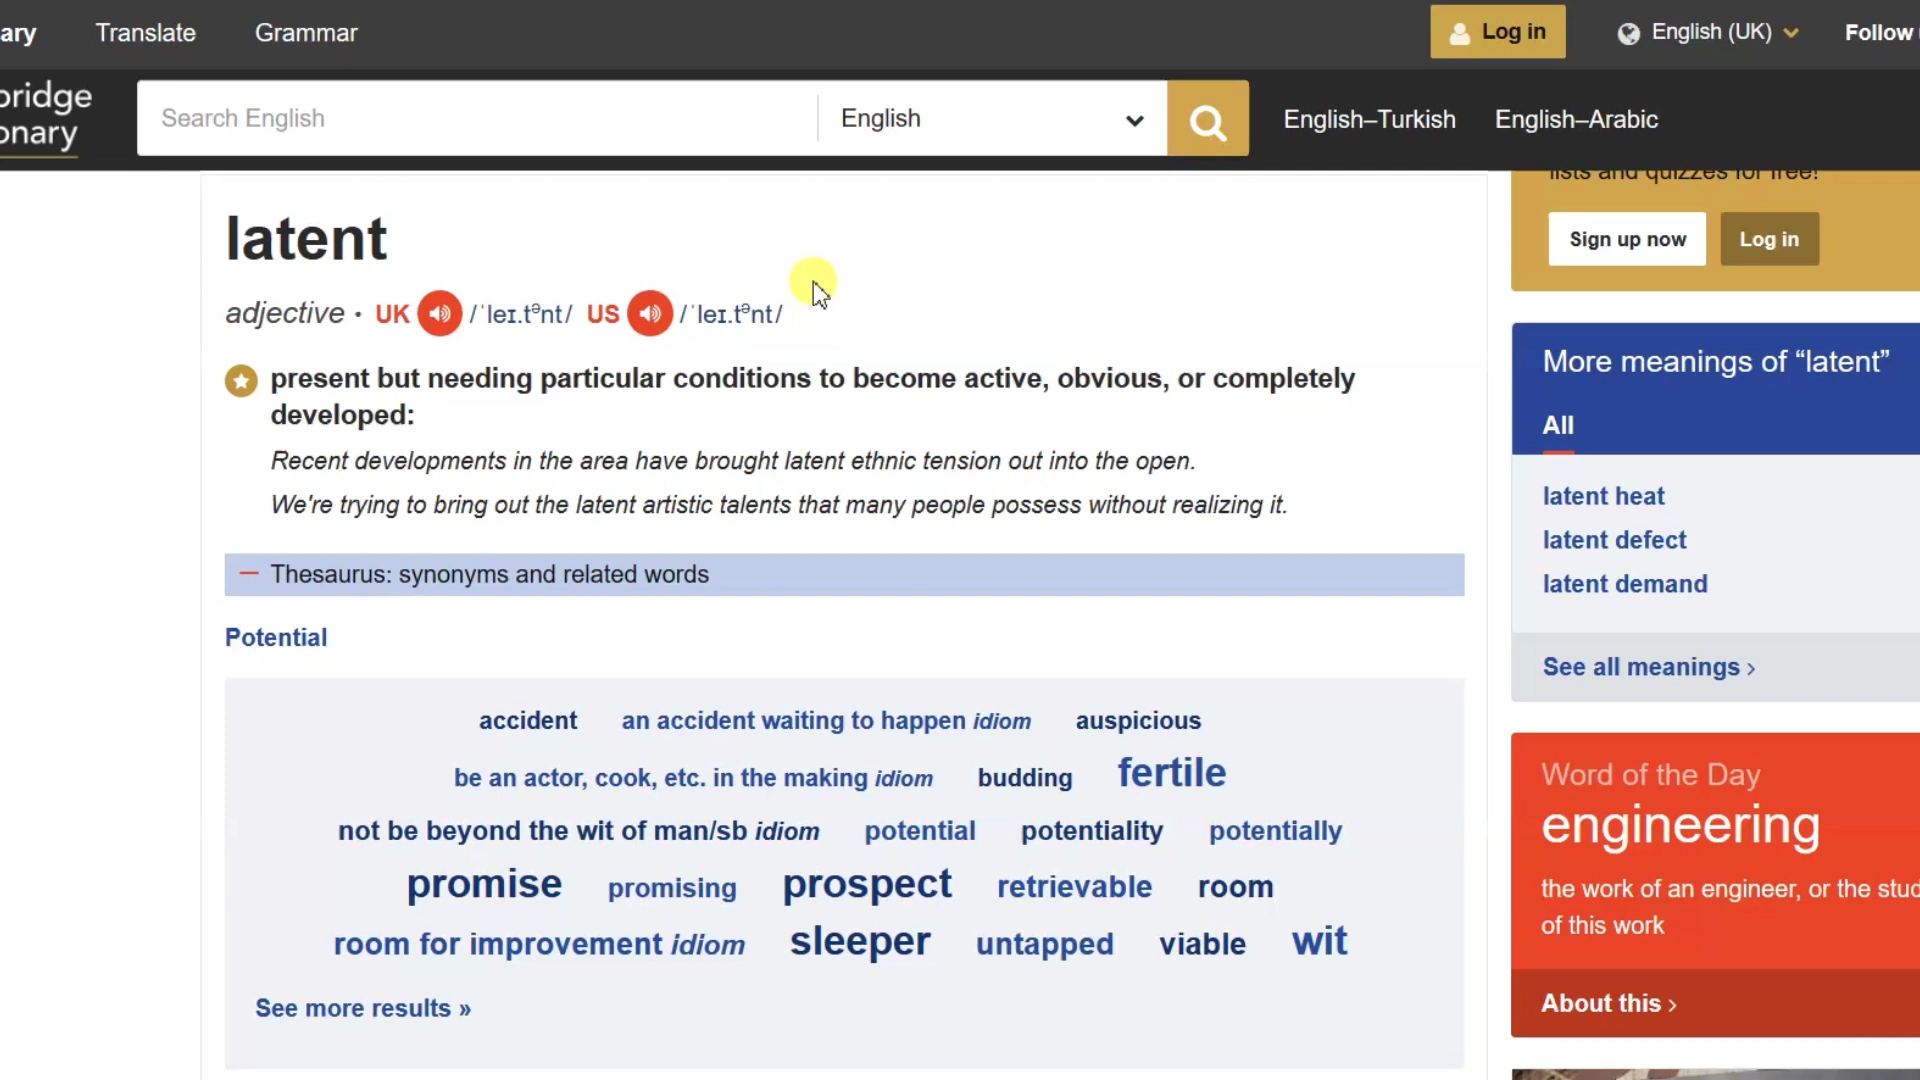 ary Translate Grammar Log in English (UK) Follow
bridge
onary
Search English English English–Turkish English–Arabic
lists and quizzes for free!
Sign up now Log in
latent
adjective · UK /ˈleɪ.tᵊnt/ US /ˈleɪ.tᵊnt/
present but needing particular conditions to become active, obvious, or completely
developed:
Recent developments in the area have brought latent ethnic tension out into the open.
We're trying to bring out the latent artistic talents that many people possess without realizing it.
Thesaurus: synonyms and related words
Potential
accident an accident waiting to happen idiom auspicious
be an actor, cook, etc. in the making idiom budding fertile
not be beyond the wit of man/sb idiom potential potentiality potentially
promise promising prospect retrievable room
room for improvement idiom sleeper untapped viable wit
See more results »
More meanings of “latent”
All
latent heat
latent defect
latent demand
See all meanings ›
Word of the Day
engineering
the work of an engineer, or the stud
of this work
About this ›